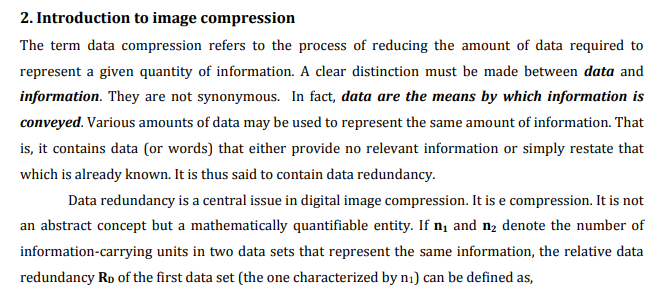 2. Introduction to image compression
The term data compression refers to the process of reducing the amount of data required to
represent a given quantity of information. A clear distinction must be made between data and
information. They are not synonymous. In fact, data are the means by which information is
conveyed. Various amounts of data may be used to represent the same amount of information. That
is, it contains data (or words) that either provide no relevant information or simply restate that
which is already known. It is thus said to contain data redundancy.
Data redundancy is a central issue in digital image compression. It is e compression. It is not
an abstract concept but a mathematically quantifiable entity. If n₁ and n₂ denote the number of
information-carrying units in two data sets that represent the same information, the relative data
redundancy R_D of the first data set (the one characterized by n₁) can be defined as,